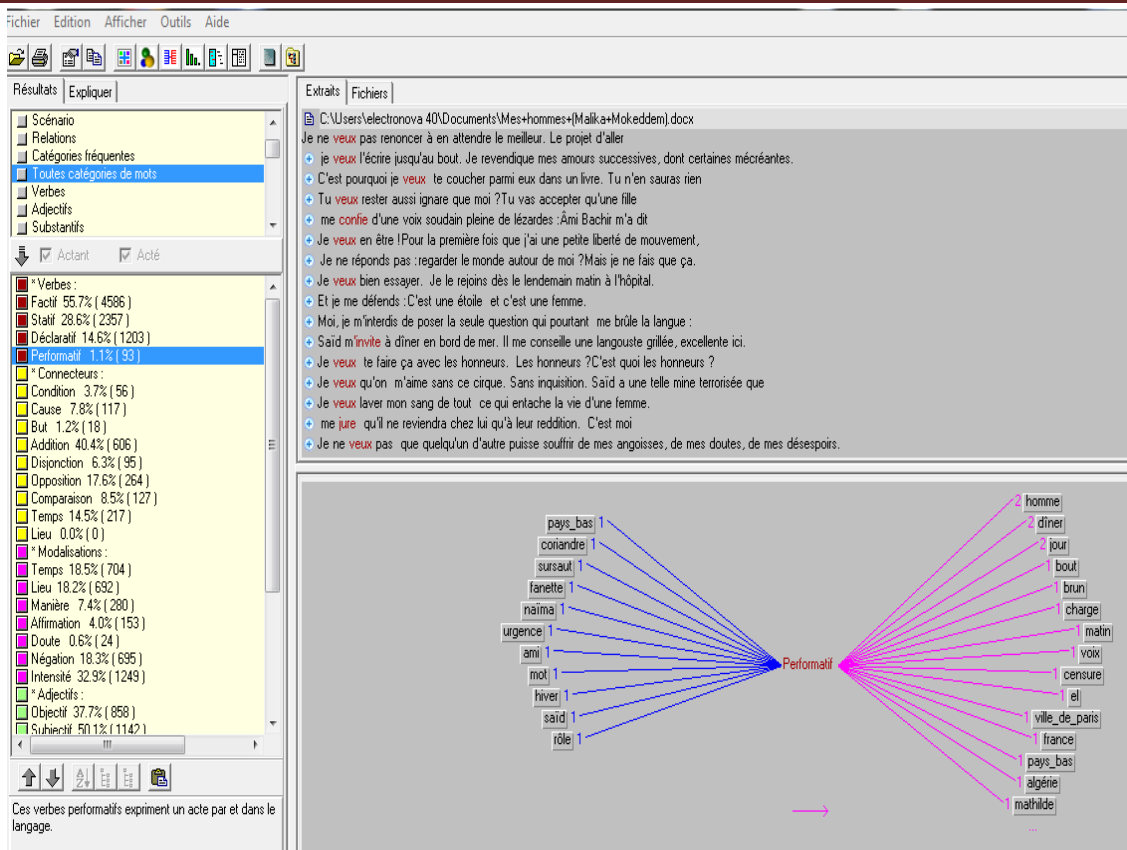 Fichier Edition Afficher Outils Aide
Résultats Expliquer
Scénario
Relations
Catégories fréquentes
Toutes catégories de mots
Verbes
Adjectifs
Substantifs
Actant Acté
* Verbes :
Factif 55.7% ( 4586 )
Statif 28.6% ( 2357 )
Déclaratif 14.6% ( 1203 )
Performatif 1.1% ( 93 )
* Connecteurs :
Condition 3.7% ( 56 )
Cause 7.8% ( 117 )
But 1.2% ( 18 )
Addition 40.4% ( 606 )
Disjonction 6.3% ( 95 )
Opposition 17.6% ( 264 )
Comparaison 8.5% ( 127 )
Temps 14.5% ( 217 )
Lieu 0.0% ( 0 )
* Modalisations :
Temps 18.5% ( 704 )
Lieu 18.2% ( 692 )
Manière 7.4% ( 280 )
Affirmation 4.0% ( 153 )
Doute 0.6% ( 24 )
Négation 18.3% ( 695 )
Intensité 32.9% ( 1249 )
* Adjectifs :
Objectif 37.7% ( 858 )
Subjectif 50.1% ( 1142 )
Ces verbes performatifs expriment un acte par et dans le
langage.
Extraits Fichiers
C:\Users\electronova 40\Documents\Mes+hommes+(Malika+Mokeddem).docx
Je ne veux pas renoncer à en attendre le meilleur. Le projet d'aller
je veux l'écrire jusqu'au bout. Je revendique mes amours successives, dont certaines mécréantes.
C'est pourquoi je veux te coucher parmi eux dans un livre. Tu n'en sauras rien
Tu veux rester aussi ignare que moi ?Tu vas accepter qu'une fille
me confie d'une voix soudain pleine de lézardes :Âmi Bachir m'a dit
Je veux en être !Pour la première fois que j'ai une petite liberté de mouvement,
Je ne réponds pas :regarder le monde autour de moi ?Mais je ne fais que ça.
Je veux bien essayer. Je le rejoins dès le lendemain matin à l'hôpital.
Et je me défends :C'est une étoile et c'est une femme.
Moi, je m'interdis de poser la seule question qui pourtant me brûle la langue :
Saïd m'invite à dîner en bord de mer. Il me conseille une langouste grillée, excellente ici.
Je veux te faire ça avec les honneurs. Les honneurs ?C'est quoi les honneurs ?
Je veux qu'on m'aime sans ce cirque. Sans inquisition. Saïd a une telle mine terrorisée que
Je veux laver mon sang de tout ce qui entache la vie d'une femme.
me jure qu'il ne reviendra chez lui qu'à leur reddition. C'est moi
Je ne veux pas que quelqu'un d'autre puisse souffrir de mes angoisses, de mes doutes, de mes désespoirs.
pays_bas 1
coriandre 1
sursaut 1
fanette 1
naïma 1
urgence 1
ami 1
mot 1
hiver 1
saïd 1
rôle 1
Performatif
2 homme
2 dîner
2 jour
1 bout
1 brun
1 charge
1 matin
1 voix
1 censure
1 el
1 ville_de_paris
1 france
1 pays_bas
1 algérie
1 mathilde
...